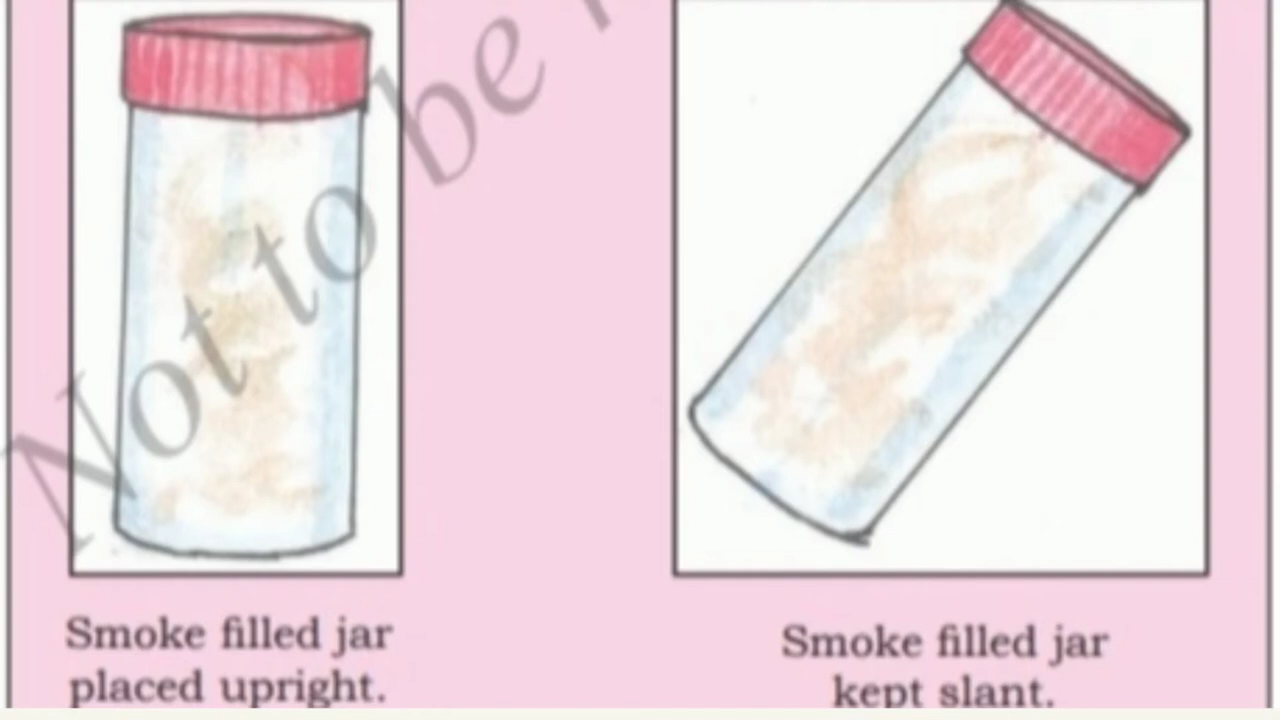 Not to be
Smoke filled jar
placed upright.
Smoke filled jar
kept slant.